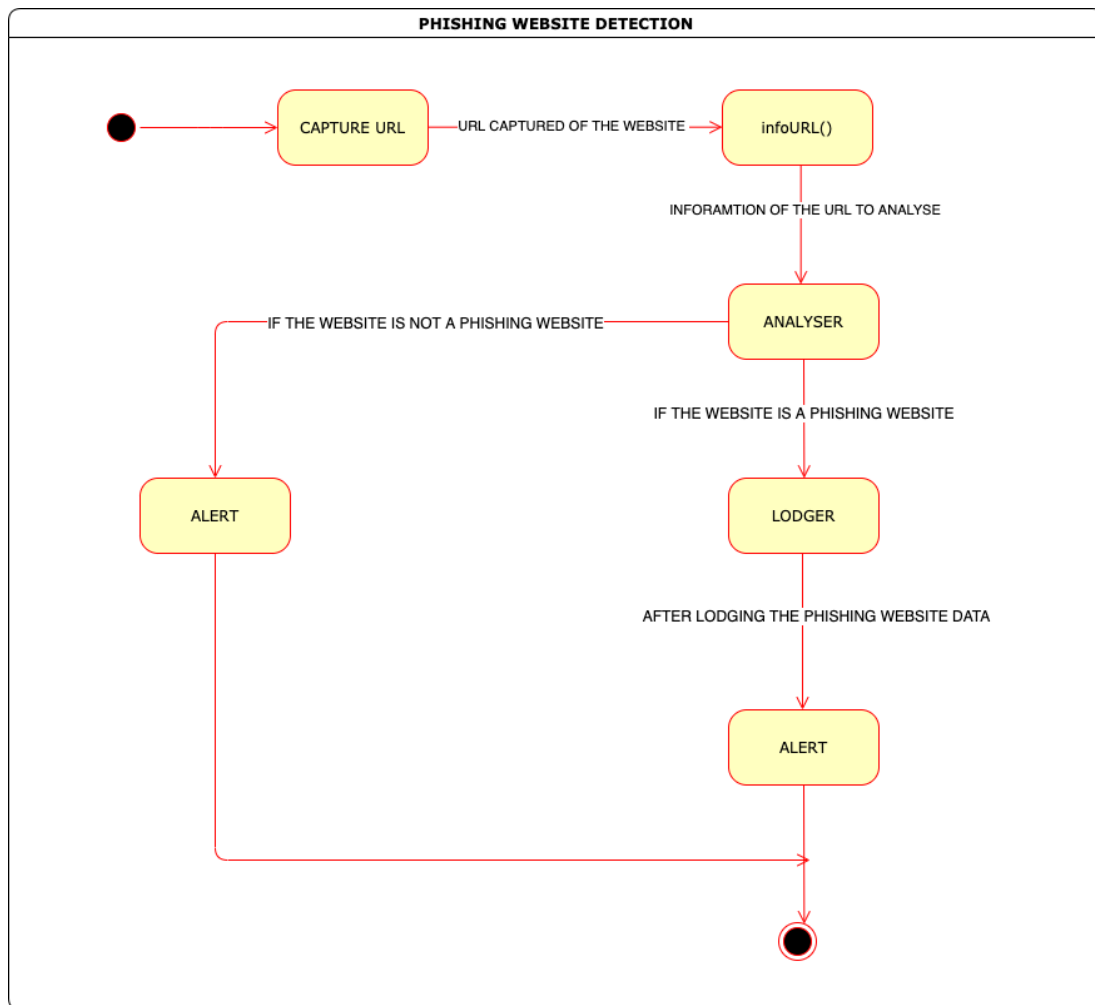 PHISHING WEBSITE DETECTION
CAPTURE URL
URL CAPTURED OF THE WEBSITE
infoURL()
INFORAMTION OF THE URL TO ANALYSE
ANALYSER
IF THE WEBSITE IS NOT A PHISHING WEBSITE
IF THE WEBSITE IS A PHISHING WEBSITE
ALERT
LODGER
AFTER LODGING THE PHISHING WEBSITE DATA
ALERT